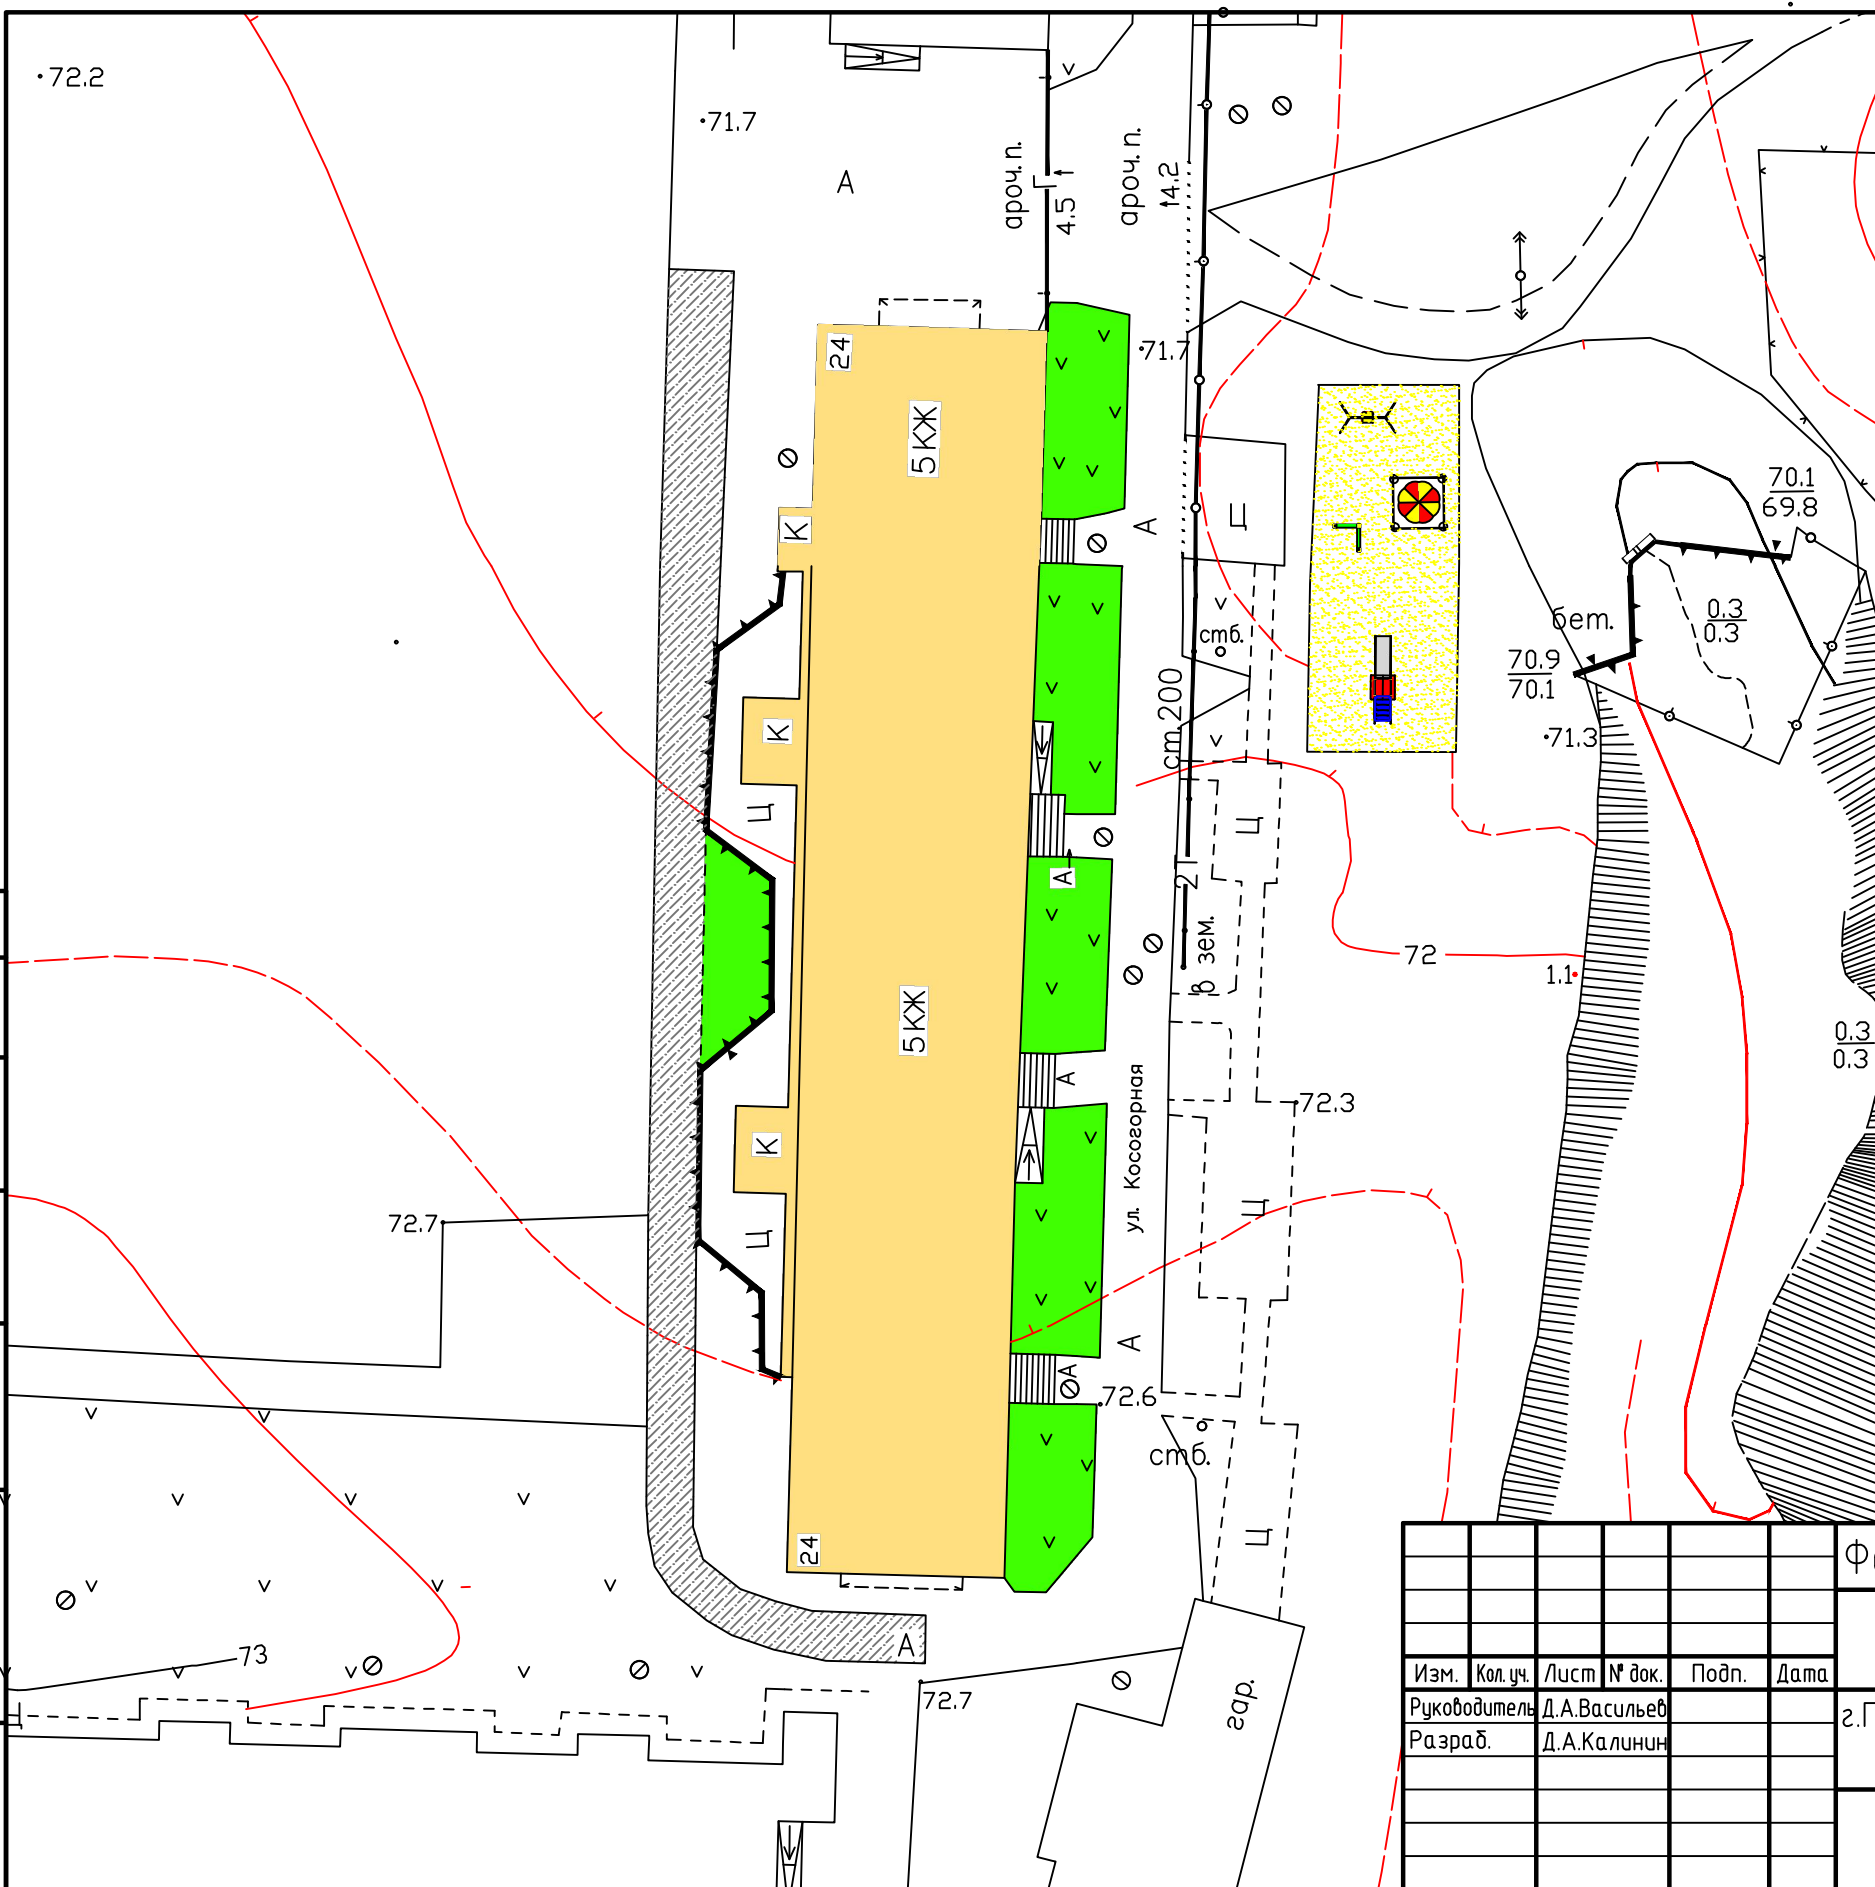 72.2
71.7
А
ароч. п.
4.5
ароч. п.
14.2
24
5КЖ
71.7
А
К
Ц
70.1
69.8
0.3
0.3
бет.
70.9
70.1
71.3
стб.
ст.200
К
Ц
Ц
21
А
в зем.
72
1.1
5КЖ
0.3
0.3
А
ул. Косогорная
72.3
К
Ц
Ц
72.7
А
А
72.6
стб.
24
Ц
А
73
72.7
гар.
Изм. Кол.уч. Лист № док. Подп. Дата
Руководитель Д.А.Васильев
Разраб. Д.А.Калинин
г.П